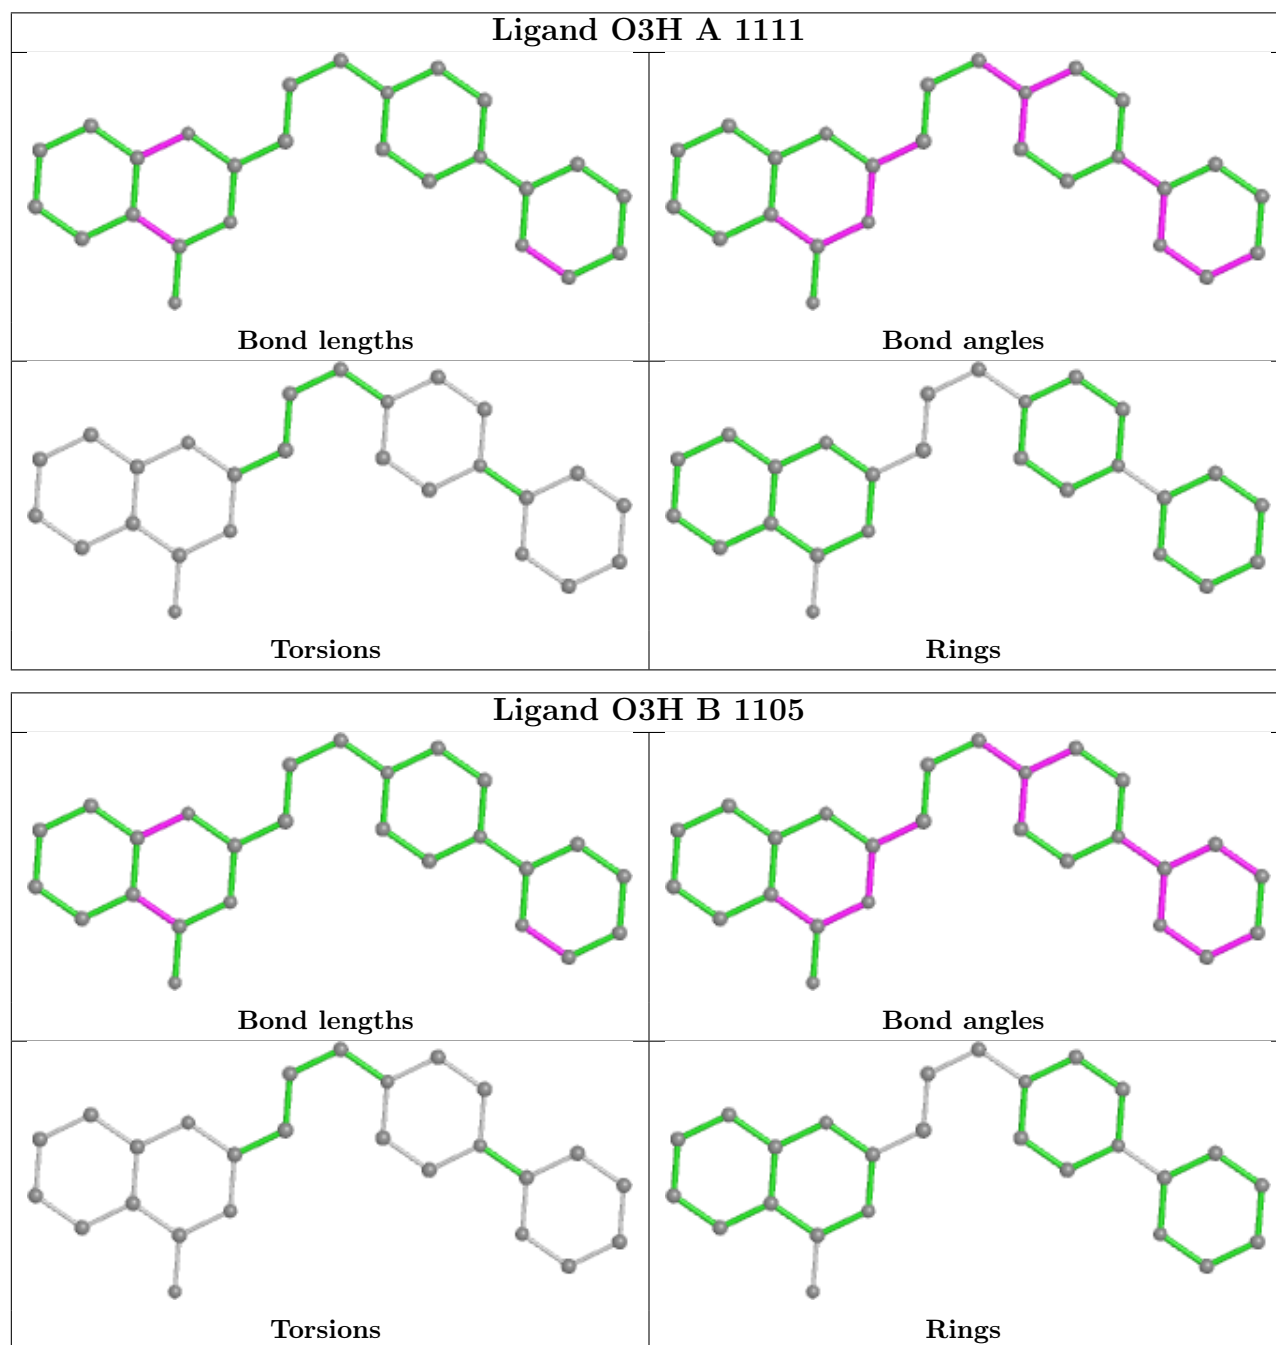 Ligand O3H A 1111
Bond lengths
Bond angles
Torsions
Rings
Ligand O3H B 1105
Bond lengths
Bond angles
Torsions
Rings